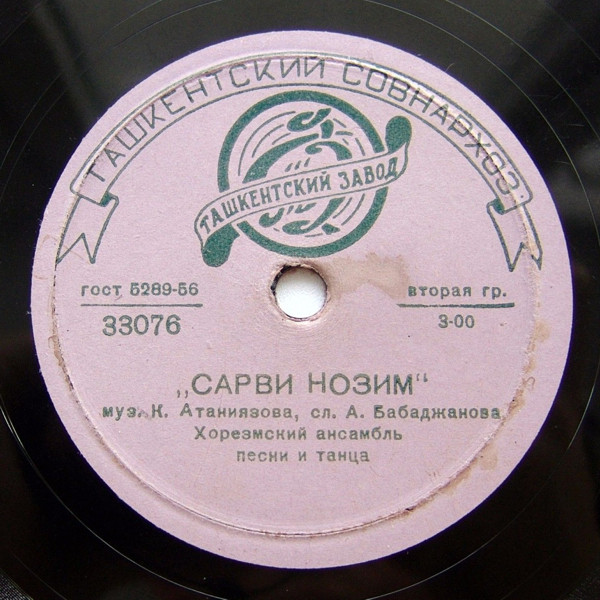 ТАШКЕНТСКИЙ СОВНАРХОЗ
ТАШКЕНТСКИЙ ЗАВОД
гост 5289-56
вторая гр.
33076
3-00
„САРВИ НОЗИМ“
муз. К. Атаниязова, сл. А. Бабаджанова
Хорезмский ансамбль
песни и танца